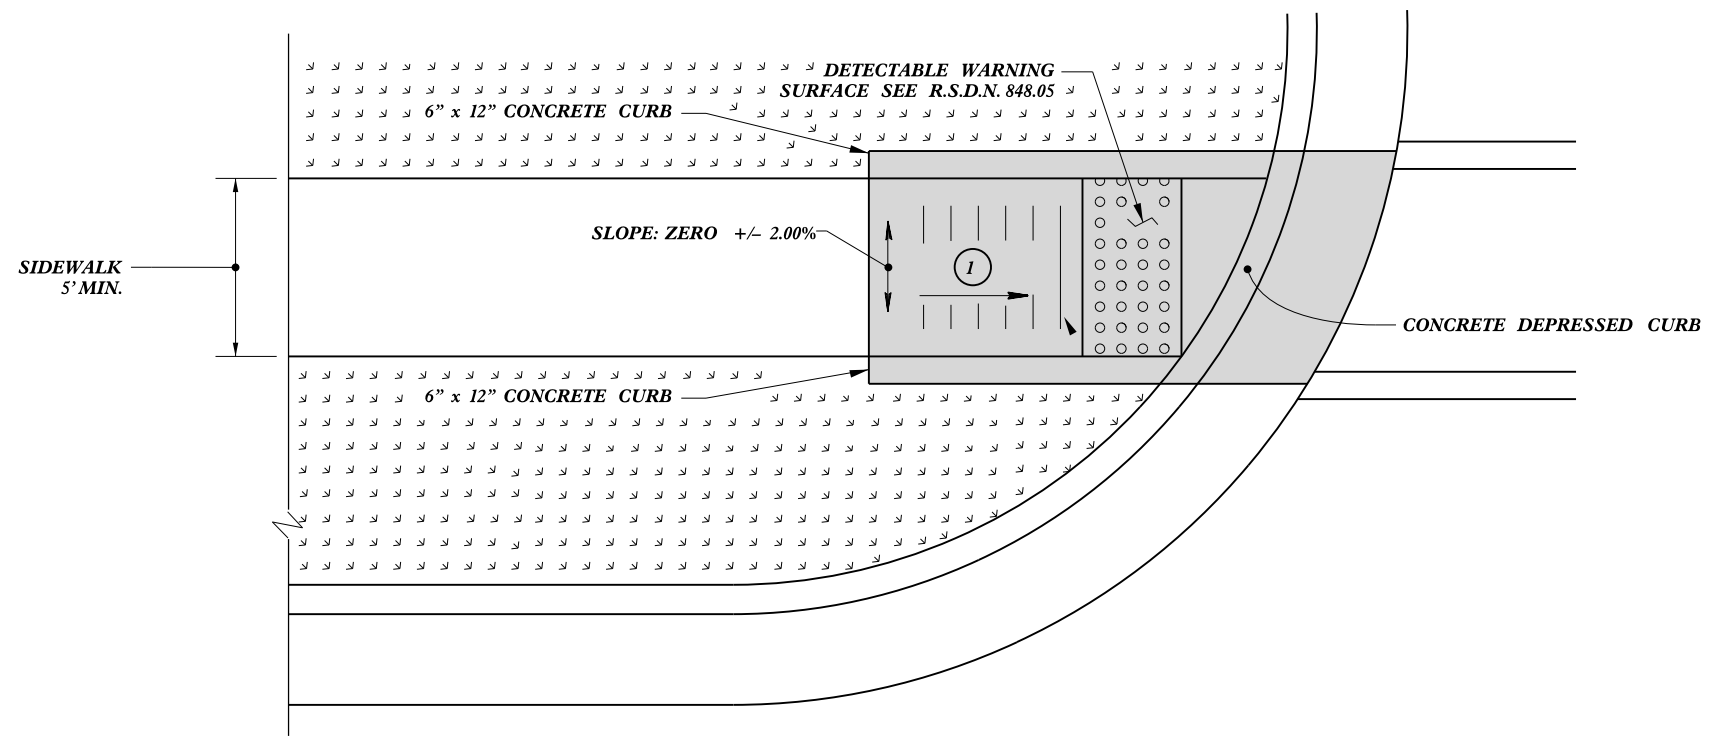 DETECTABLE WARNING
SURFACE SEE R.S.D.N. 848.05
6” x 12” CONCRETE CURB
SLOPE: ZERO +/– 2.00%
1
SIDEWALK
5’ MIN.
CONCRETE DEPRESSED CURB
6” x 12” CONCRETE CURB